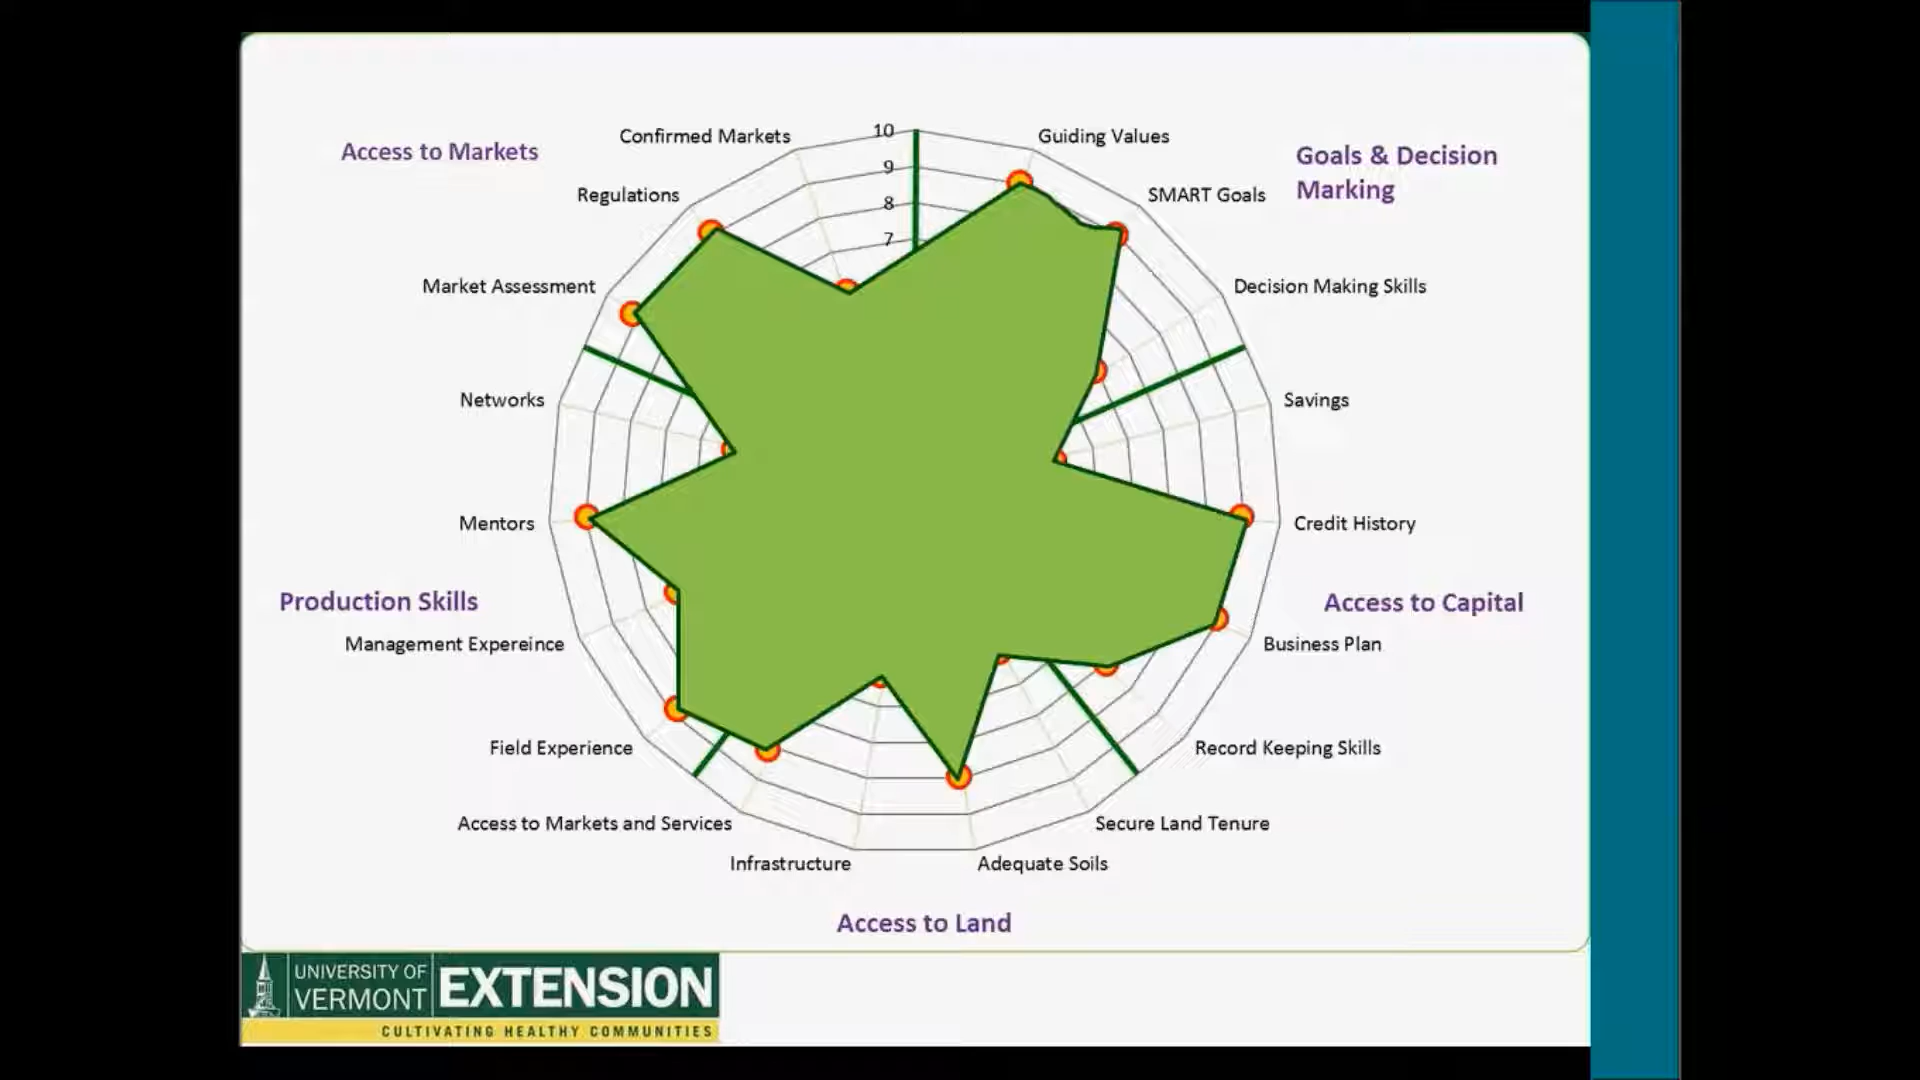 Access to Markets
Confirmed Markets
10
Guiding Values
Goals & Decision
Marking
9
Regulations
8
SMART Goals
7
Market Assessment
Decision Making Skills
Networks
Savings
Mentors
Credit History
Production Skills
Access to Capital
Management Expereince
Business Plan
Field Experience
Record Keeping Skills
Access to Markets and Services
Secure Land Tenure
Infrastructure
Adequate Soils
Access to Land
UNIVERSITY OF
VERMONT
EXTENSION
CULTIVATING HEALTHY COMMUNITIES